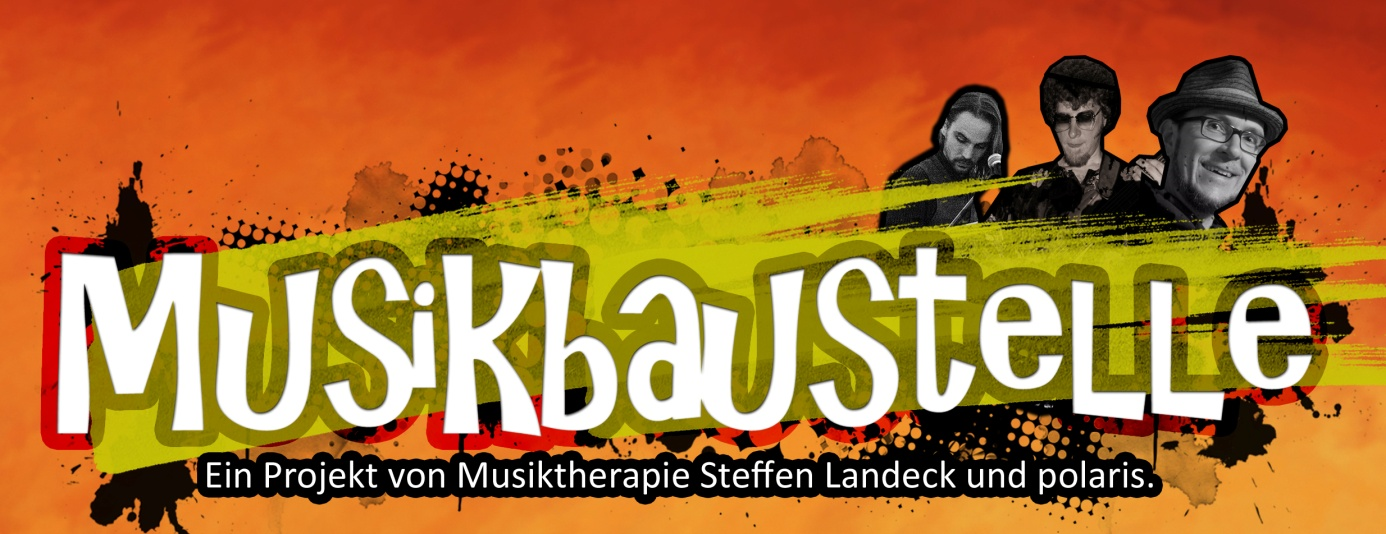 Musikbaustelle
Ein Projekt von Musiktherapie Steffen Landeck und polaris.